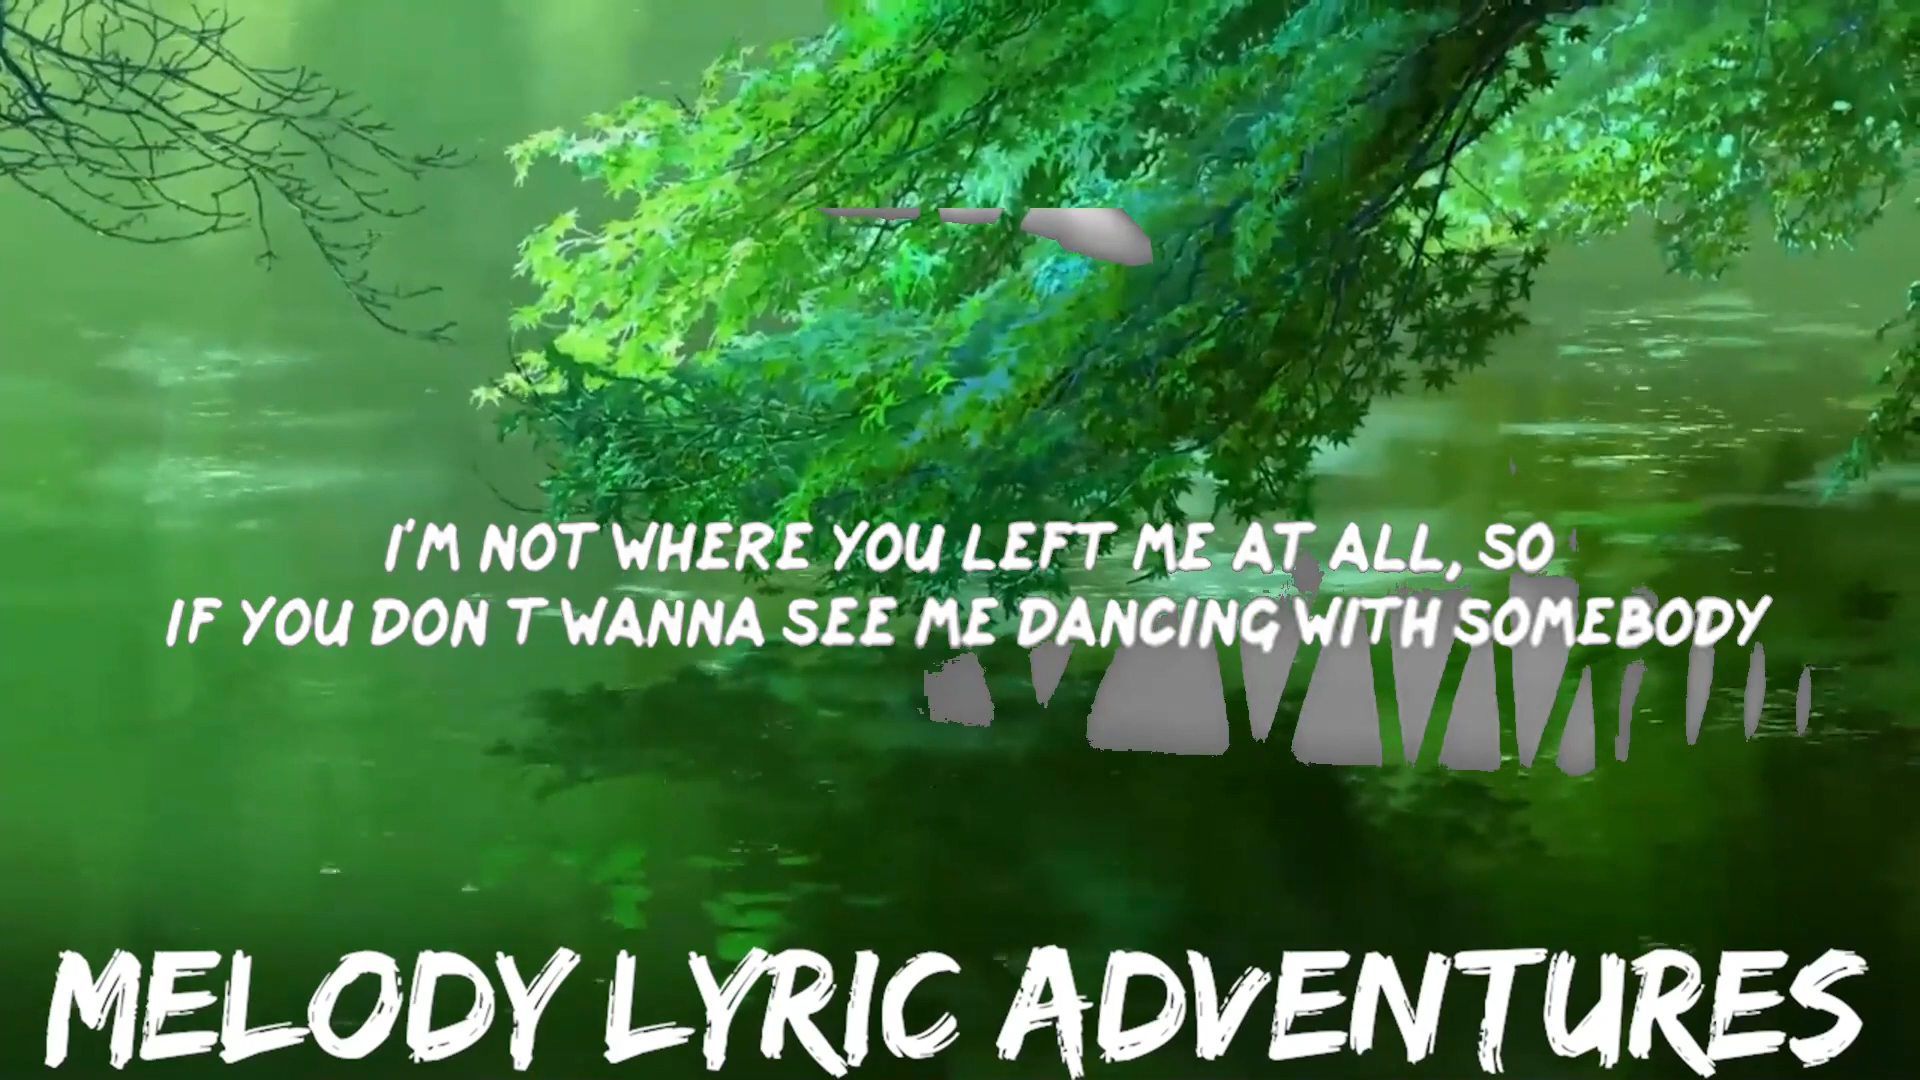 I'M NOT WHERE YOU LEFT ME AT ALL, SO
IF YOU DON T WANNA SEE ME DANCING WITH SOMEBODY
MELODY LYRIC ADVENTURES